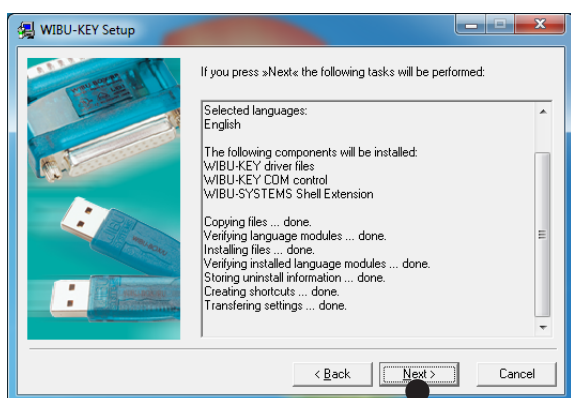 WIBU-KEY Setup
If you press »Next« the following tasks will be performed:
Selected languages:
English
The following components will be installed:
WIBU-KEY driver files
WIBU-KEY COM control
WIBU-SYSTEMS Shell Extension
Copying files ... done.
Verifying language modules ... done.
Installing files ... done.
Verifying installed language modules ... done.
Storing uninstall information ... done.
Creating shortcuts ... done.
Transfering settings ... done.
< Back
Next >
Cancel